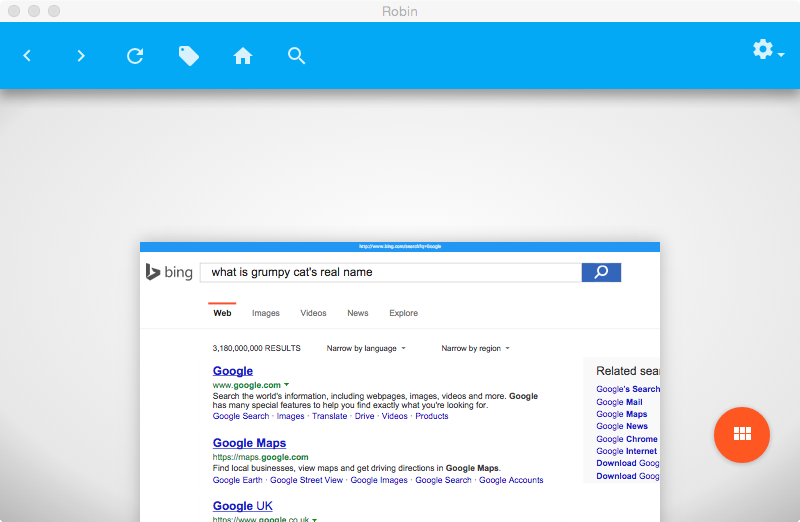 Robin
http://www.bing.com/search?q=Google
bing what is grumpy cat's real name
Web Images Videos News Explore
3,180,000,000 RESULTS Narrow by language Narrow by region
Google
www.google.com
Search the world's information, including webpages, images, videos and more. Google
has many special features to help you find exactly what you're looking for.
Google Search · Images · Translate · Drive · Videos · Products
Google Maps
https://maps.google.com
Find local businesses, view maps and get driving directions in Google Maps.
Google Earth · Google Street View · Google Images · Google Search · Google Accounts
Google UK
https://www.google.co.uk
Related sear
Google's Search
Google Mail
Google Maps
Google News
Google Chrome
Google Internet
Download Goog
Download Goog